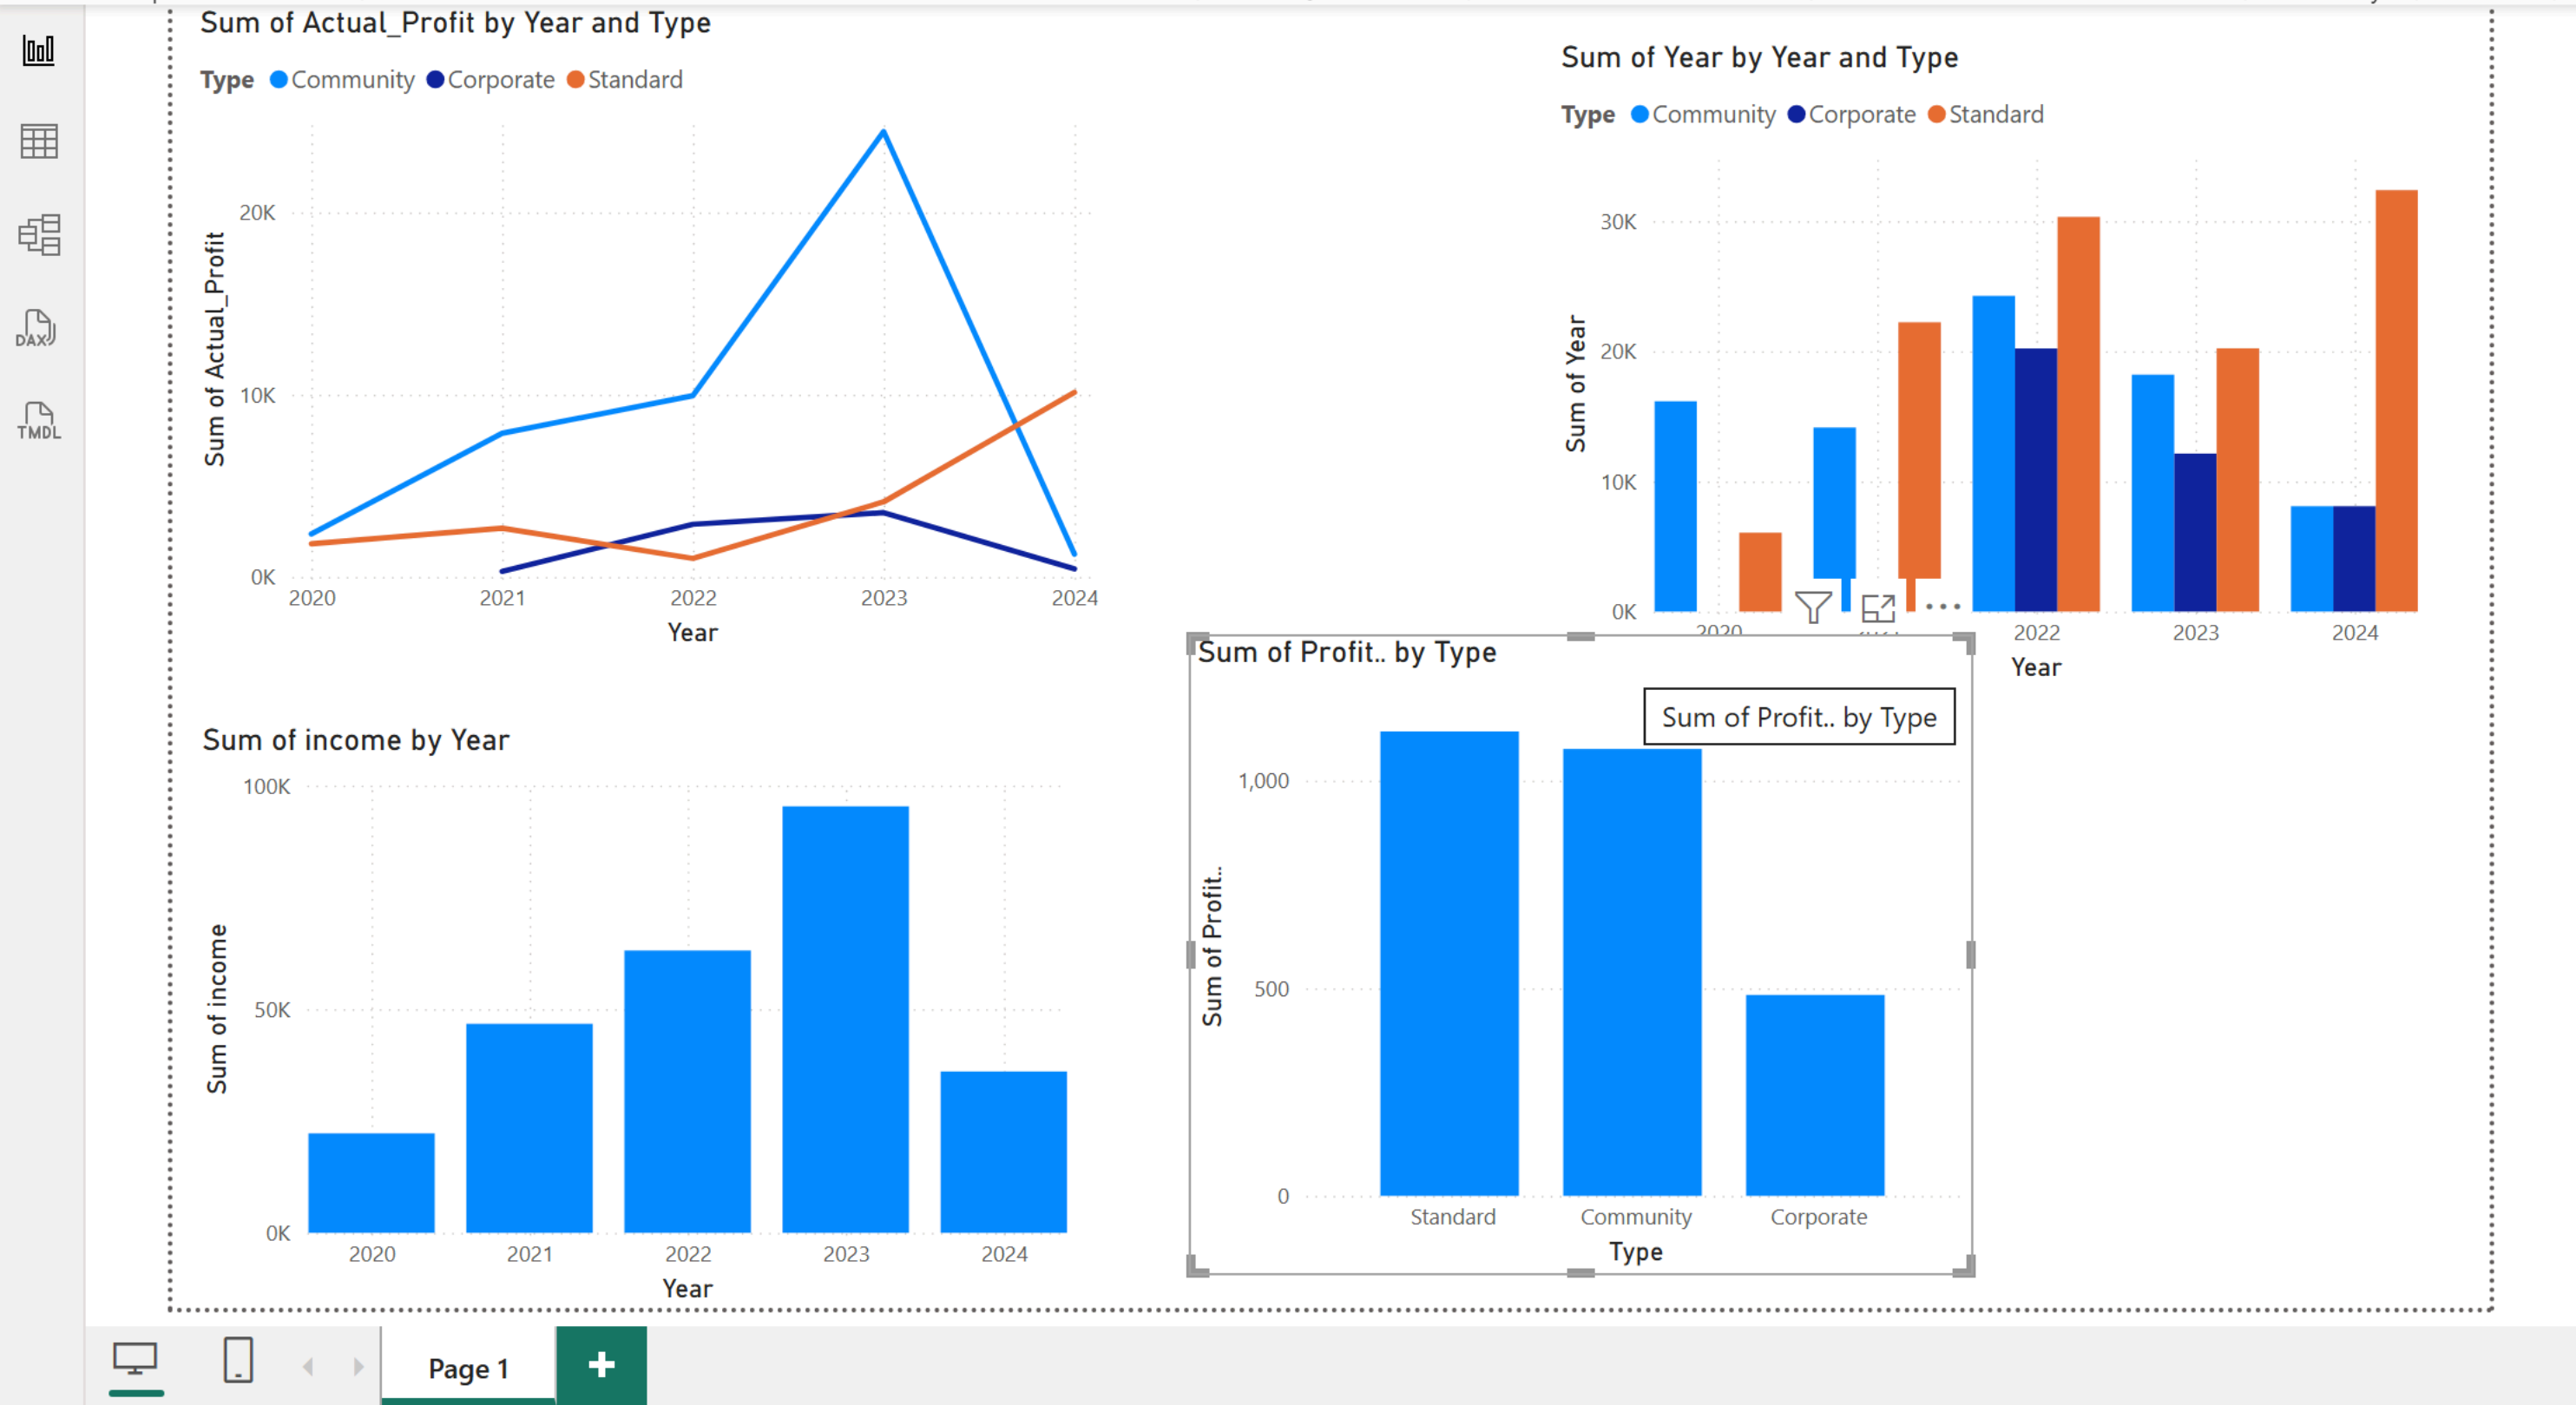 Sum of Actual_Profit by Year and Type
Type Community Corporate Standard
Sum of Actual_Profit
20K
10K
0K
2020 2021 2022 2023 2024
Year
Sum of Year by Year and Type
Type Community Corporate Standard
Sum of Year
30K
20K
10K
0K
2020 2022 2023 2024
Year
DAX
TMDL
Sum of income by Year
Sum of income
100K
50K
0K
2020 2021 2022 2023 2024
Year
Sum of Profit.. by Type
Sum of Profit.. by Type
Sum of Profit..
1,000
500
0
Standard Community Corporate
Type
Page 1